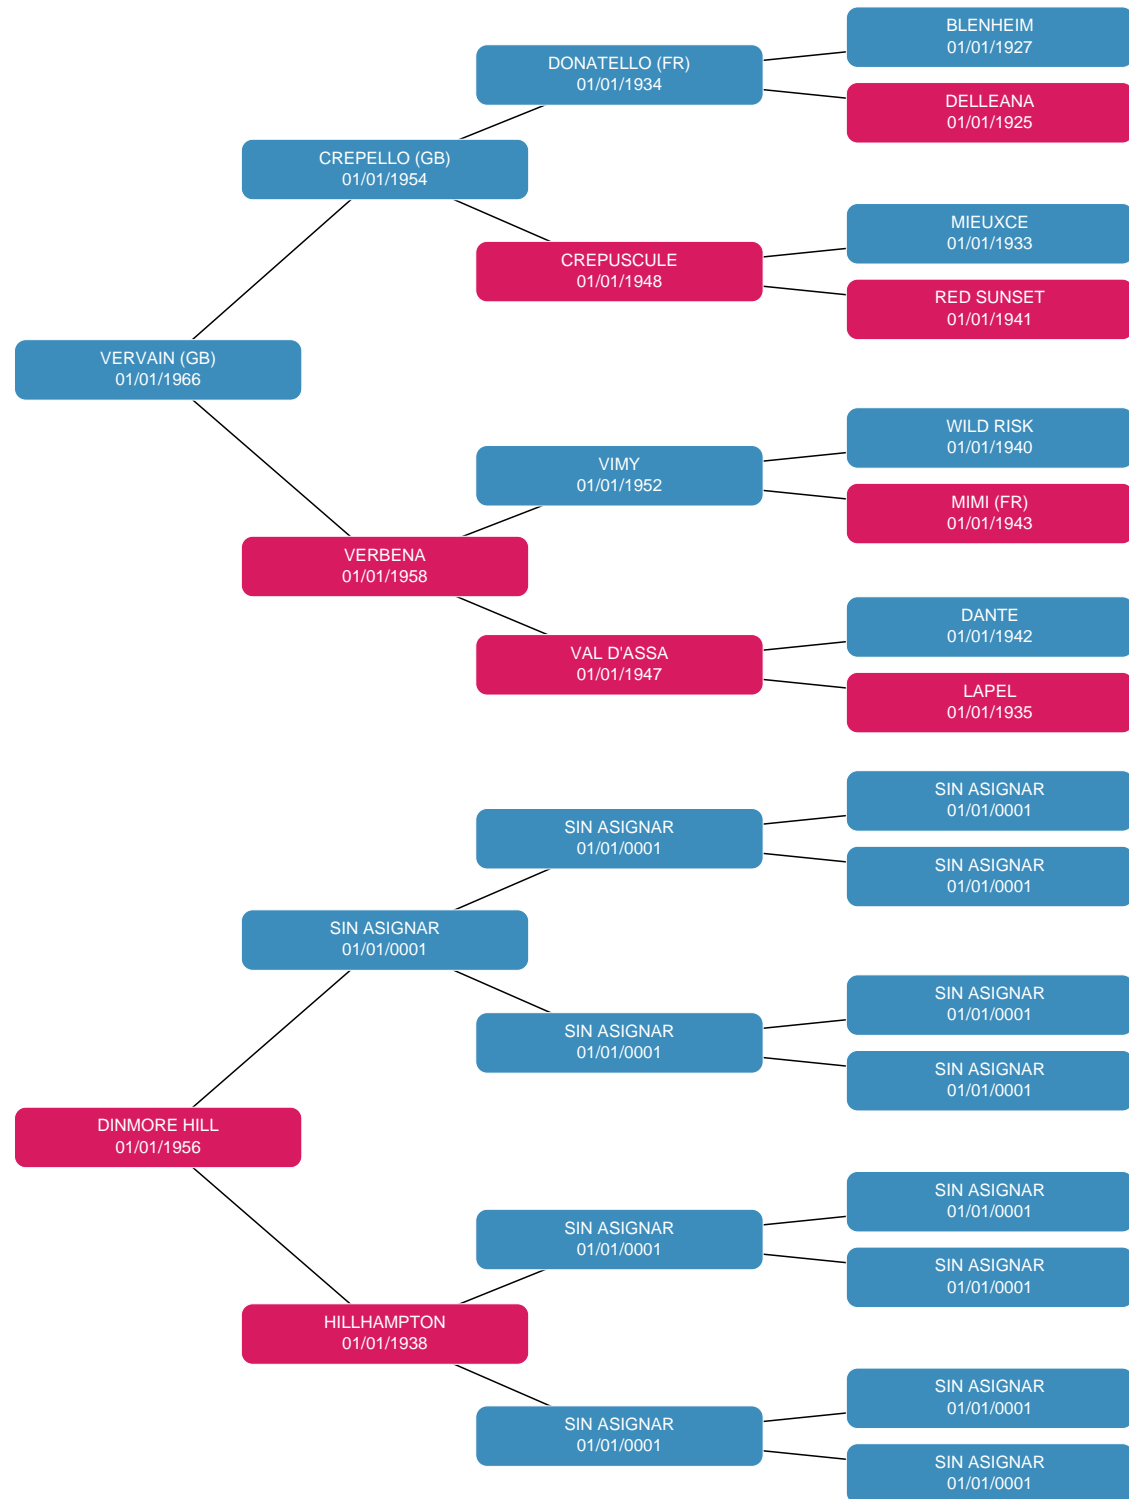 BLENHEIM
01/01/1927
DONATELLO (FR)
01/01/1934
DELLEANA
01/01/1925
CREPELLO (GB)
01/01/1954
MIEUXCE
01/01/1933
CREPUSCULE
01/01/1948
RED SUNSET
01/01/1941
VERVAIN (GB)
01/01/1966
WILD RISK
01/01/1940
VIMY
01/01/1952
MIMI (FR)
01/01/1943
VERBENA
01/01/1958
DANTE
01/01/1942
VAL D'ASSA
01/01/1947
LAPEL
01/01/1935
SIN ASIGNAR
01/01/0001
SIN ASIGNAR
01/01/0001
SIN ASIGNAR
01/01/0001
SIN ASIGNAR
01/01/0001
SIN ASIGNAR
01/01/0001
SIN ASIGNAR
01/01/0001
SIN ASIGNAR
01/01/0001
DINMORE HILL
01/01/1956
SIN ASIGNAR
01/01/0001
SIN ASIGNAR
01/01/0001
SIN ASIGNAR
01/01/0001
HILLHAMPTON
01/01/1938
SIN ASIGNAR
01/01/0001
SIN ASIGNAR
01/01/0001
SIN ASIGNAR
01/01/0001